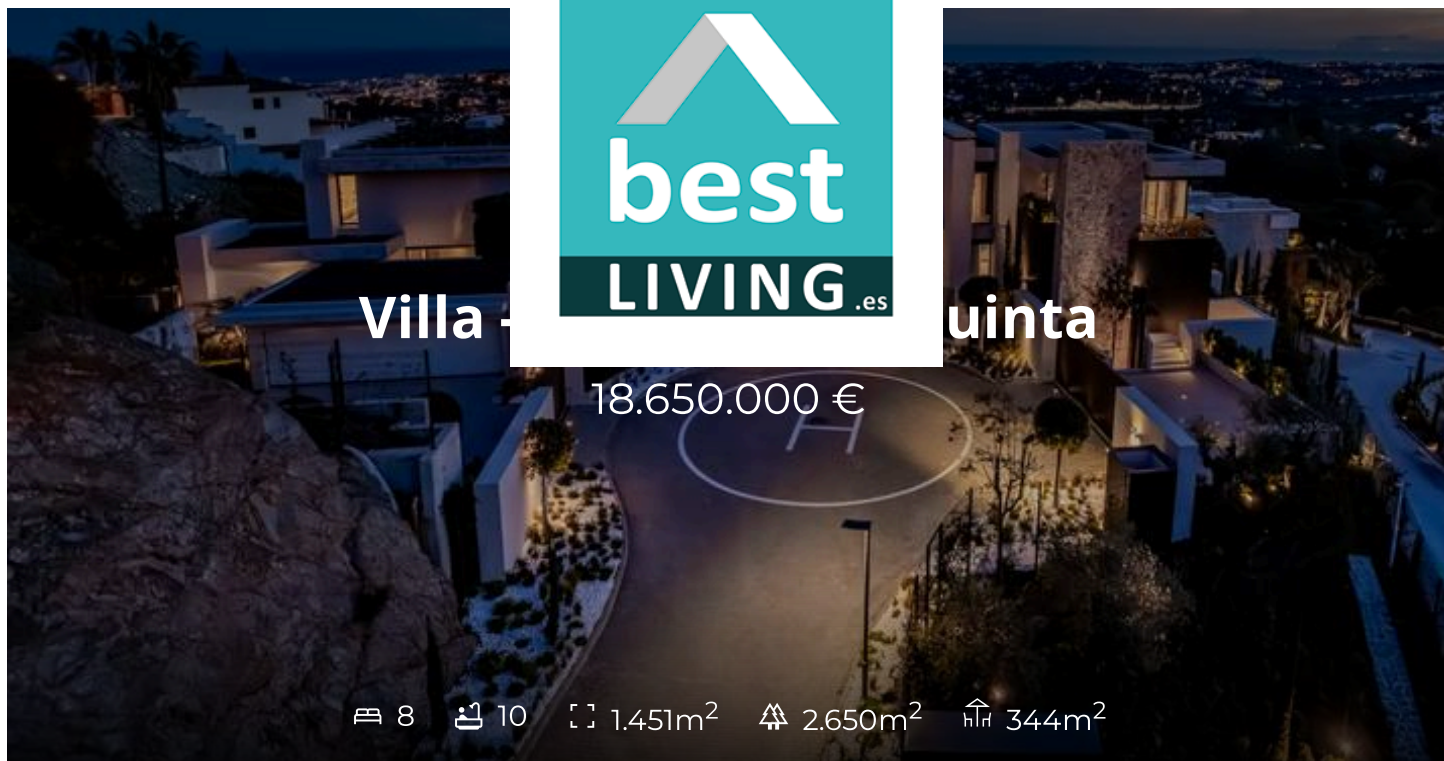 best
LIVING.es
Villa - uinta
18.650.000 €
8 10 1.451m² 2.650m² 344m²